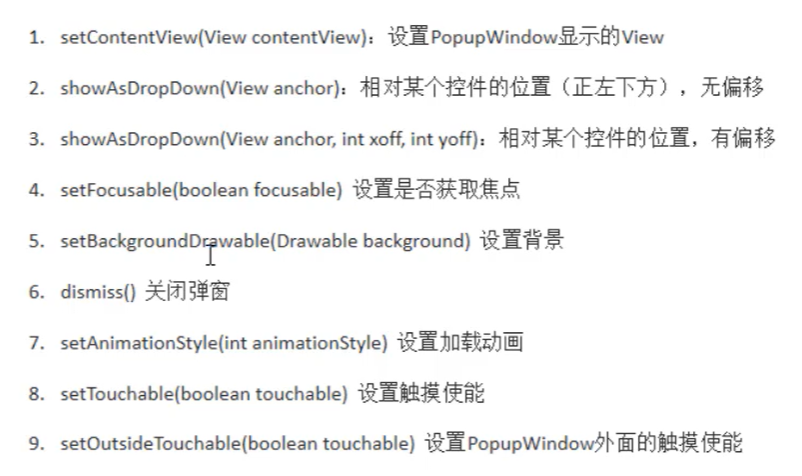 1. setContentView(View contentView)：设置PopupWindow显示的View
2. showAsDropDown(View anchor)：相对某个控件的位置（正左下方），无偏移
3. showAsDropDown(View anchor, int xoff, int yoff)：相对某个控件的位置，有偏移
4. setFocusable(boolean focusable) 设置是否获取焦点
5. setBackgroundDrawable(Drawable background) 设置背景
6. dismiss() 关闭弹窗
7. setAnimationStyle(int animationStyle) 设置加载动画
8. setTouchable(boolean touchable) 设置触摸使能
9. setOutsideTouchable(boolean touchable) 设置PopupWindow外面的触摸使能